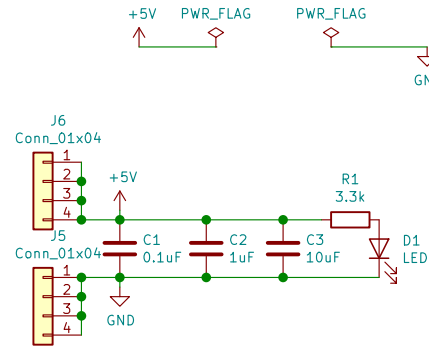 +5V
PWR_FLAG
PWR_FLAG
J6
Conn_01x04
1
2
3
4
+5V
R1
3.3k
C1
0.1uF
C2
1uF
C3
10uF
D1
LED
J5
Conn_01x04
1
2
3
4
GND